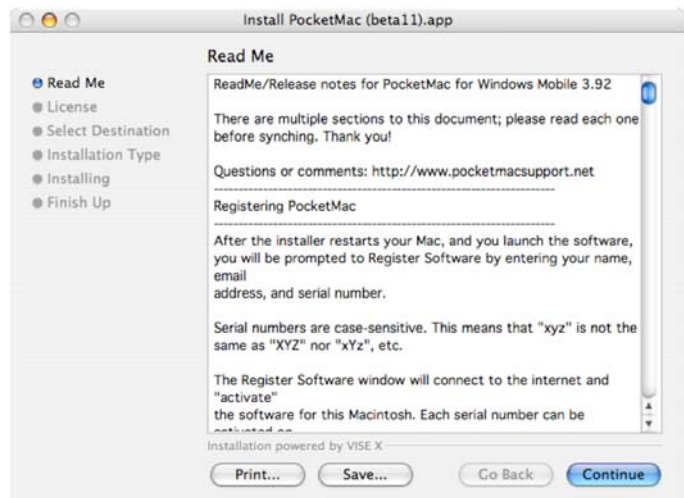 Install PocketMac (beta11).app
Read Me
Read Me
License
Select Destination
Installation Type
Installing
Finish Up
ReadMe/Release notes for PocketMac for Windows Mobile 3.92
There are multiple sections to this document; please read each one
before synching. Thank you!
Questions or comments: http://www.pocketmacsupport.net
Registering PocketMac
After the installer restarts your Mac, and you launch the software,
you will be prompted to Register Software by entering your name,
email
address, and serial number.
Serial numbers are case-sensitive. This means that "xyz" is not the
same as "XYZ" nor "xYz", etc.
The Register Software window will connect to the internet and
"activate"
the software for this Macintosh. Each serial number can be
Installation powered by VISE X
Print...
Save...
Go Back
Continue